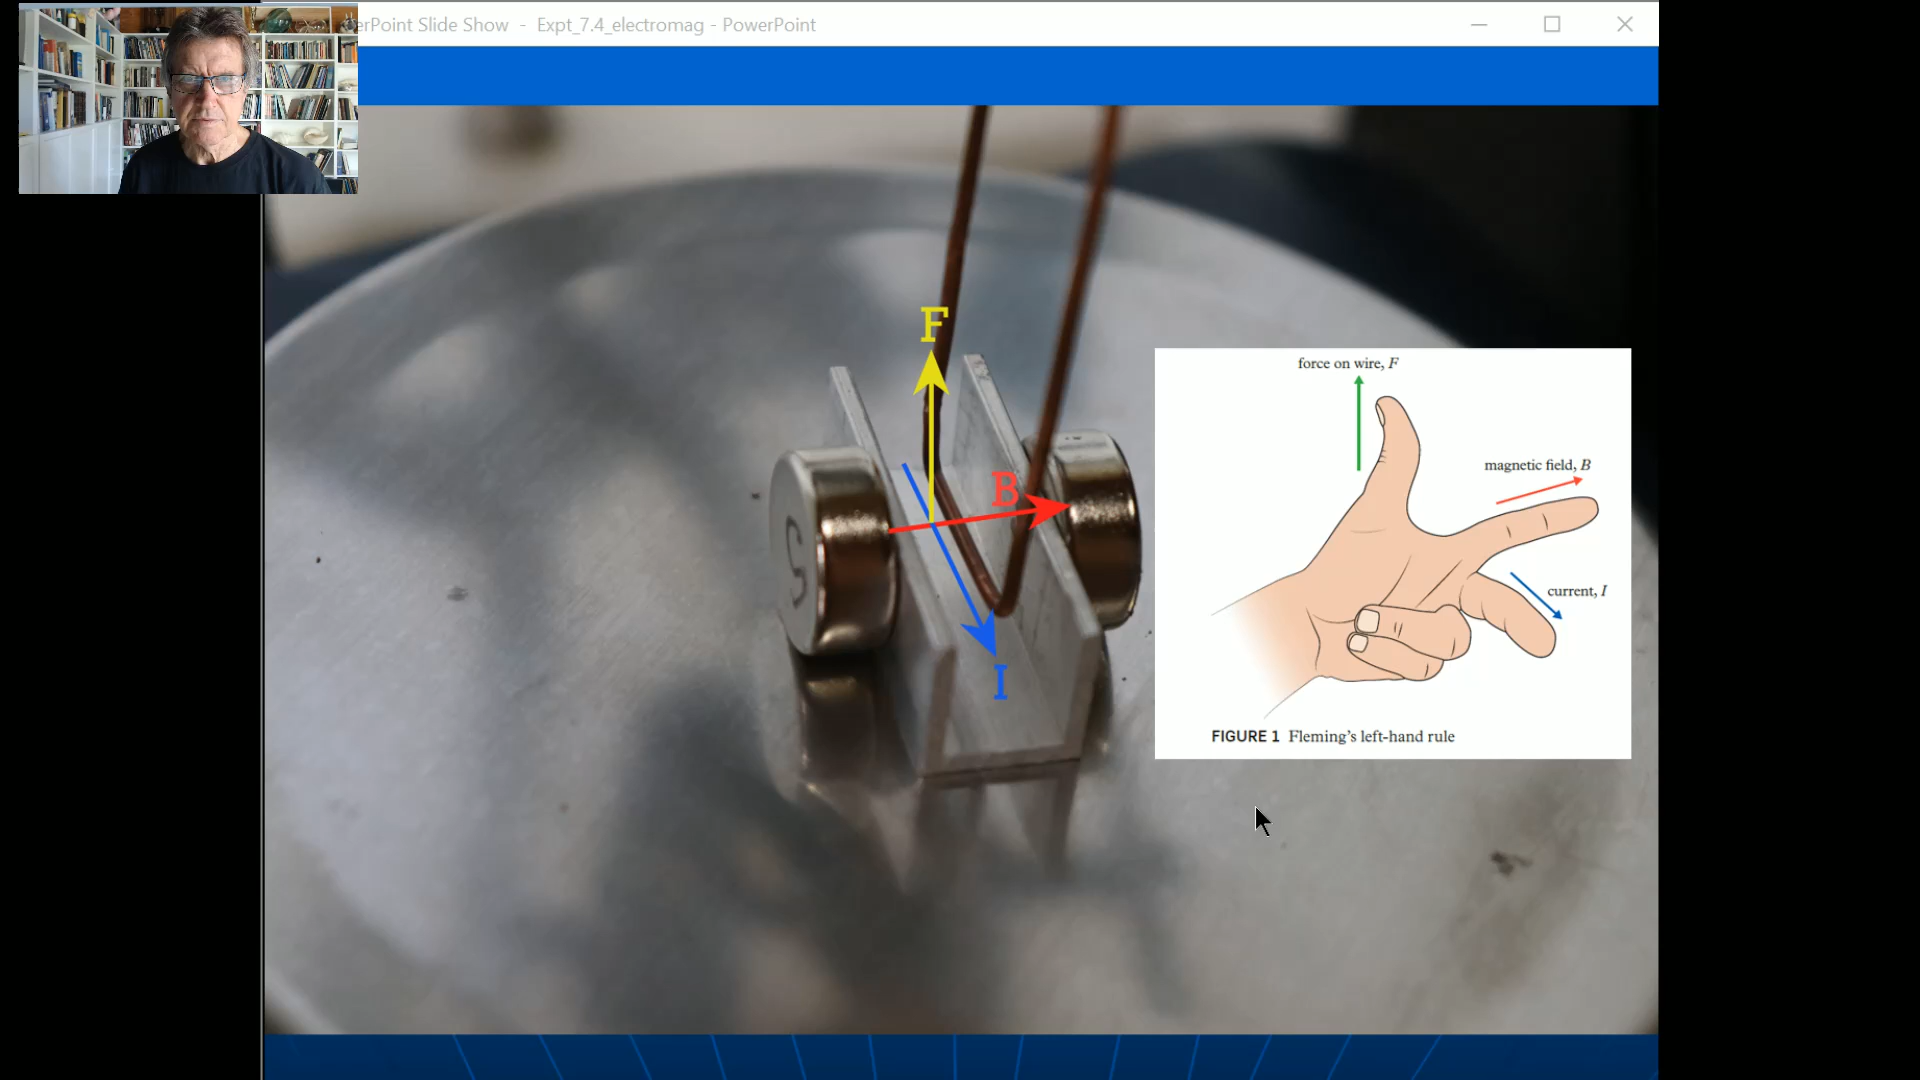 erPoint Slide Show - Expt_7.4_electromag - PowerPoint
F
B
S
I
force on wire, F
magnetic field, B
current, I
FIGURE 1 Fleming's left-hand rule